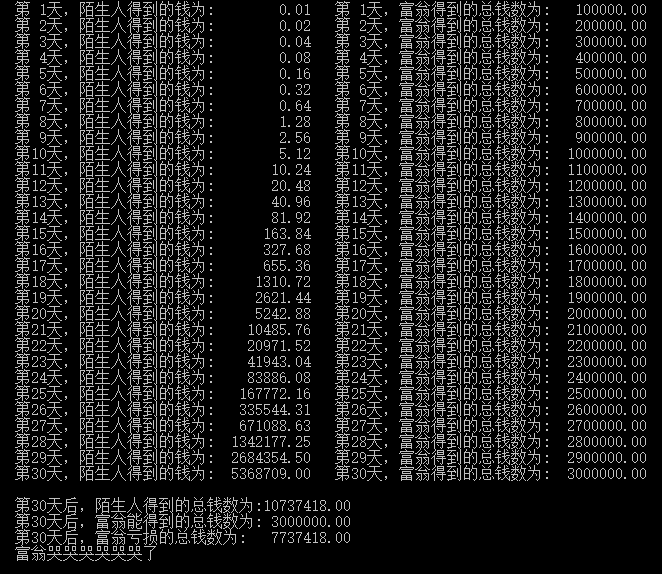 第 1天，陌生人得到的钱为： 0.01 第 1天，富翁得到的总钱数为： 100000.00
第 2天，陌生人得到的钱为： 0.02 第 2天，富翁得到的总钱数为： 200000.00
第 3天，陌生人得到的钱为： 0.04 第 3天，富翁得到的总钱数为： 300000.00
第 4天，陌生人得到的钱为： 0.08 第 4天，富翁得到的总钱数为： 400000.00
第 5天，陌生人得到的钱为： 0.16 第 5天，富翁得到的总钱数为： 500000.00
第 6天，陌生人得到的钱为： 0.32 第 6天，富翁得到的总钱数为： 600000.00
第 7天，陌生人得到的钱为： 0.64 第 7天，富翁得到的总钱数为： 700000.00
第 8天，陌生人得到的钱为： 1.28 第 8天，富翁得到的总钱数为： 800000.00
第 9天，陌生人得到的钱为： 2.56 第 9天，富翁得到的总钱数为： 900000.00
第10天，陌生人得到的钱为： 5.12 第10天，富翁得到的总钱数为： 1000000.00
第11天，陌生人得到的钱为： 10.24 第11天，富翁得到的总钱数为： 1100000.00
第12天，陌生人得到的钱为： 20.48 第12天，富翁得到的总钱数为： 1200000.00
第13天，陌生人得到的钱为： 40.96 第13天，富翁得到的总钱数为： 1300000.00
第14天，陌生人得到的钱为： 81.92 第14天，富翁得到的总钱数为： 1400000.00
第15天，陌生人得到的钱为： 163.84 第15天，富翁得到的总钱数为： 1500000.00
第16天，陌生人得到的钱为： 327.68 第16天，富翁得到的总钱数为： 1600000.00
第17天，陌生人得到的钱为： 655.36 第17天，富翁得到的总钱数为： 1700000.00
第18天，陌生人得到的钱为： 1310.72 第18天，富翁得到的总钱数为： 1800000.00
第19天，陌生人得到的钱为： 2621.44 第19天，富翁得到的总钱数为： 1900000.00
第20天，陌生人得到的钱为： 5242.88 第20天，富翁得到的总钱数为： 2000000.00
第21天，陌生人得到的钱为： 10485.76 第21天，富翁得到的总钱数为： 2100000.00
第22天，陌生人得到的钱为： 20971.52 第22天，富翁得到的总钱数为： 2200000.00
第23天，陌生人得到的钱为： 41943.04 第23天，富翁得到的总钱数为： 2300000.00
第24天，陌生人得到的钱为： 83886.08 第24天，富翁得到的总钱数为： 2400000.00
第25天，陌生人得到的钱为： 167772.16 第25天，富翁得到的总钱数为： 2500000.00
第26天，陌生人得到的钱为： 335544.31 第26天，富翁得到的总钱数为： 2600000.00
第27天，陌生人得到的钱为： 671088.63 第27天，富翁得到的总钱数为： 2700000.00
第28天，陌生人得到的钱为： 1342177.25 第28天，富翁得到的总钱数为： 2800000.00
第29天，陌生人得到的钱为： 2684354.50 第29天，富翁得到的总钱数为： 2900000.00
第30天，陌生人得到的钱为： 5368709.00 第30天，富翁得到的总钱数为： 3000000.00
第30天后，陌生人得到的总钱数为:10737418.00
第30天后，富翁能得到的总钱数为: 3000000.00
第30天后，富翁亏损的总钱数为: 7737418.00
富翁哭哭哭哭哭哭了